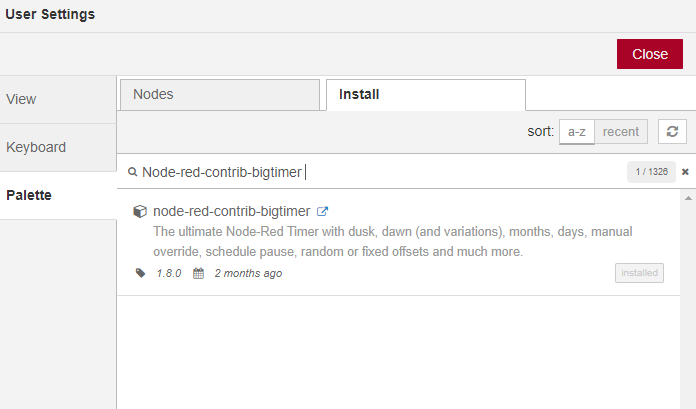 User Settings
Close
View
Keyboard
Palette
Nodes
Install
sort: a-z recent
Node-red-contrib-bigtimer
1 / 1326
node-red-contrib-bigtimer
The ultimate Node-Red Timer with dusk, dawn (and variations), months, days, manual
override, schedule pause, random or fixed offsets and much more.
1.8.0 2 months ago
installed